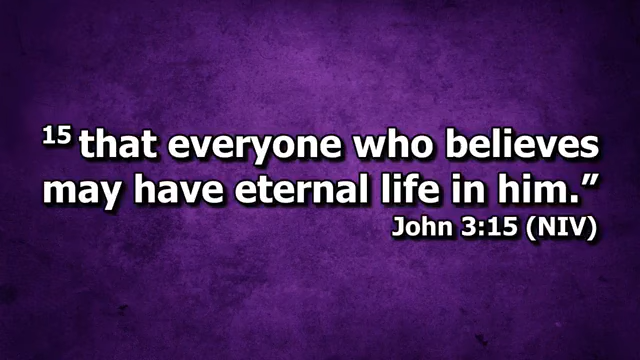 15 that everyone who believes
may have eternal life in him.”
John 3:15 (NIV)